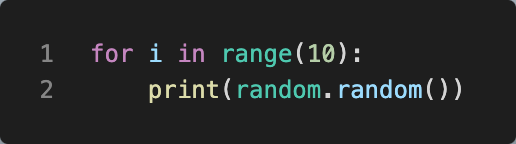 1 for i in range(10):
2     print(random.random())